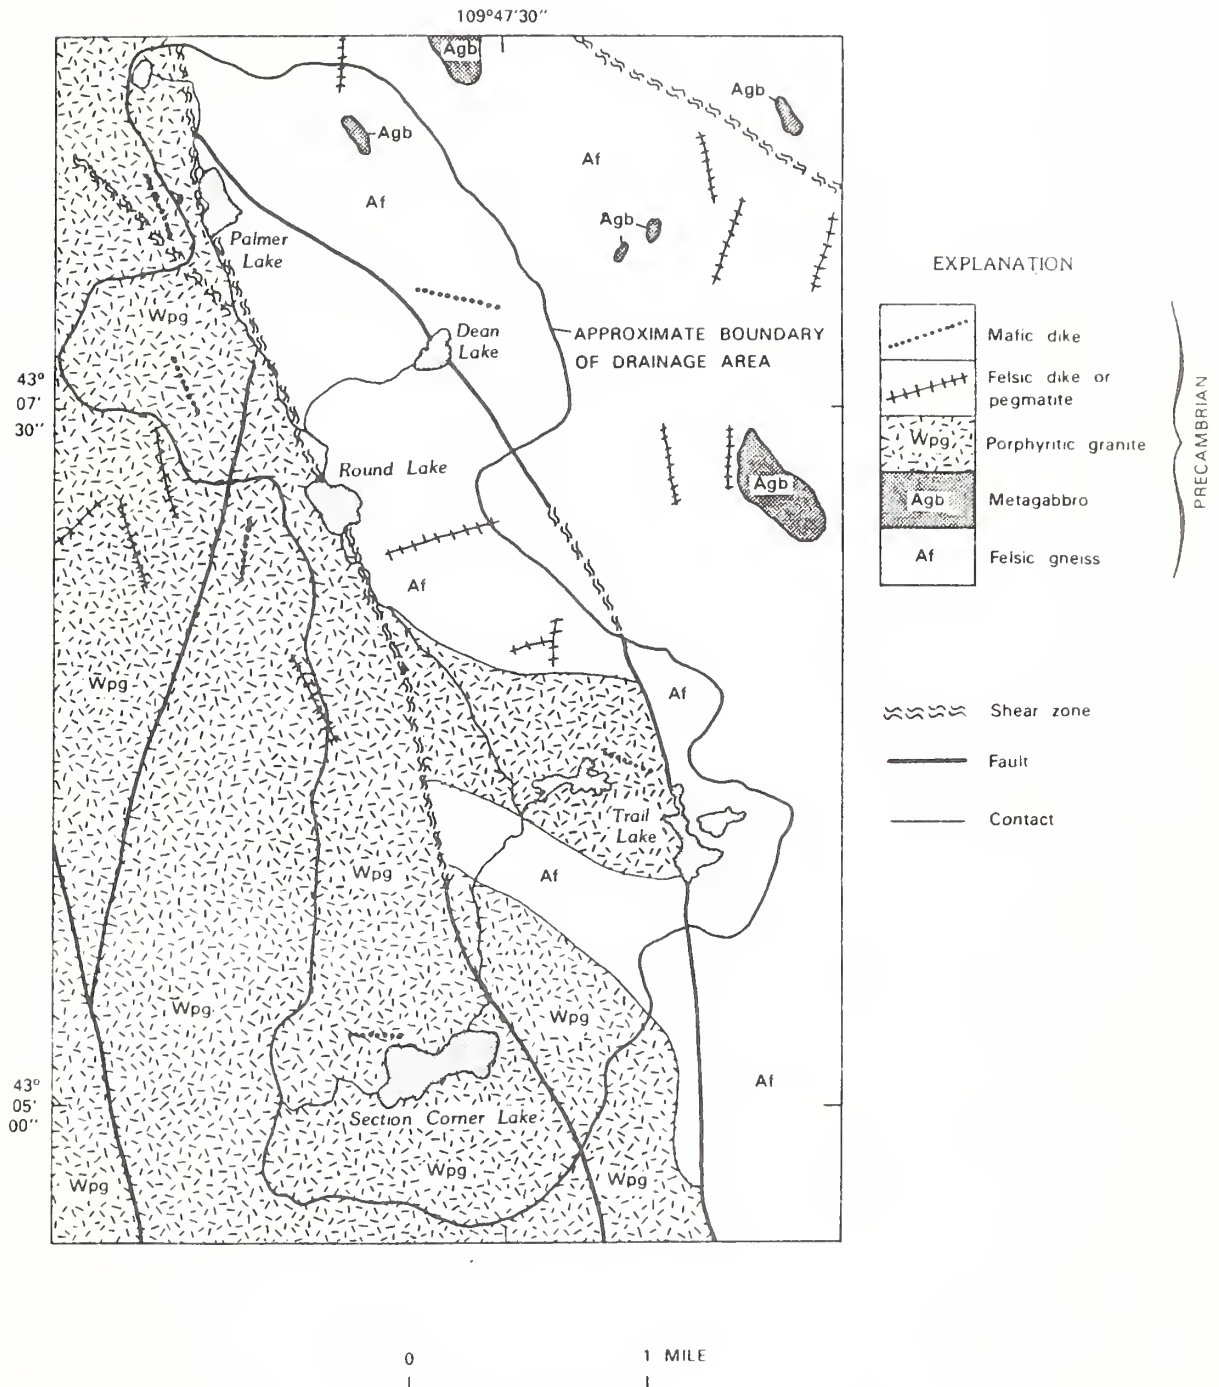 109°47'30"
Agb
Agb
Agb
Af
Af
Agb
Palmer
Lake
Wpg
Dean
Lake
APPROXIMATE BOUNDARY
OF DRAINAGE AREA
43°
07'
30"
Round Lake
Agb
Af
Wpg
Af
Trail
Lake
Wpg
Af
Wpg
Wpg
Af
43°
05'
00"
Section Corner Lake
Wpg
Wpg
Wpg
EXPLANATION
Mafic dike
Felsic dike or
pegmatite
Wpg Porphyritic granite
Agb Metagabbro
Af Felsic gneiss
PRECAMBRIAN
Shear zone
Fault
Contact
0 1 MILE